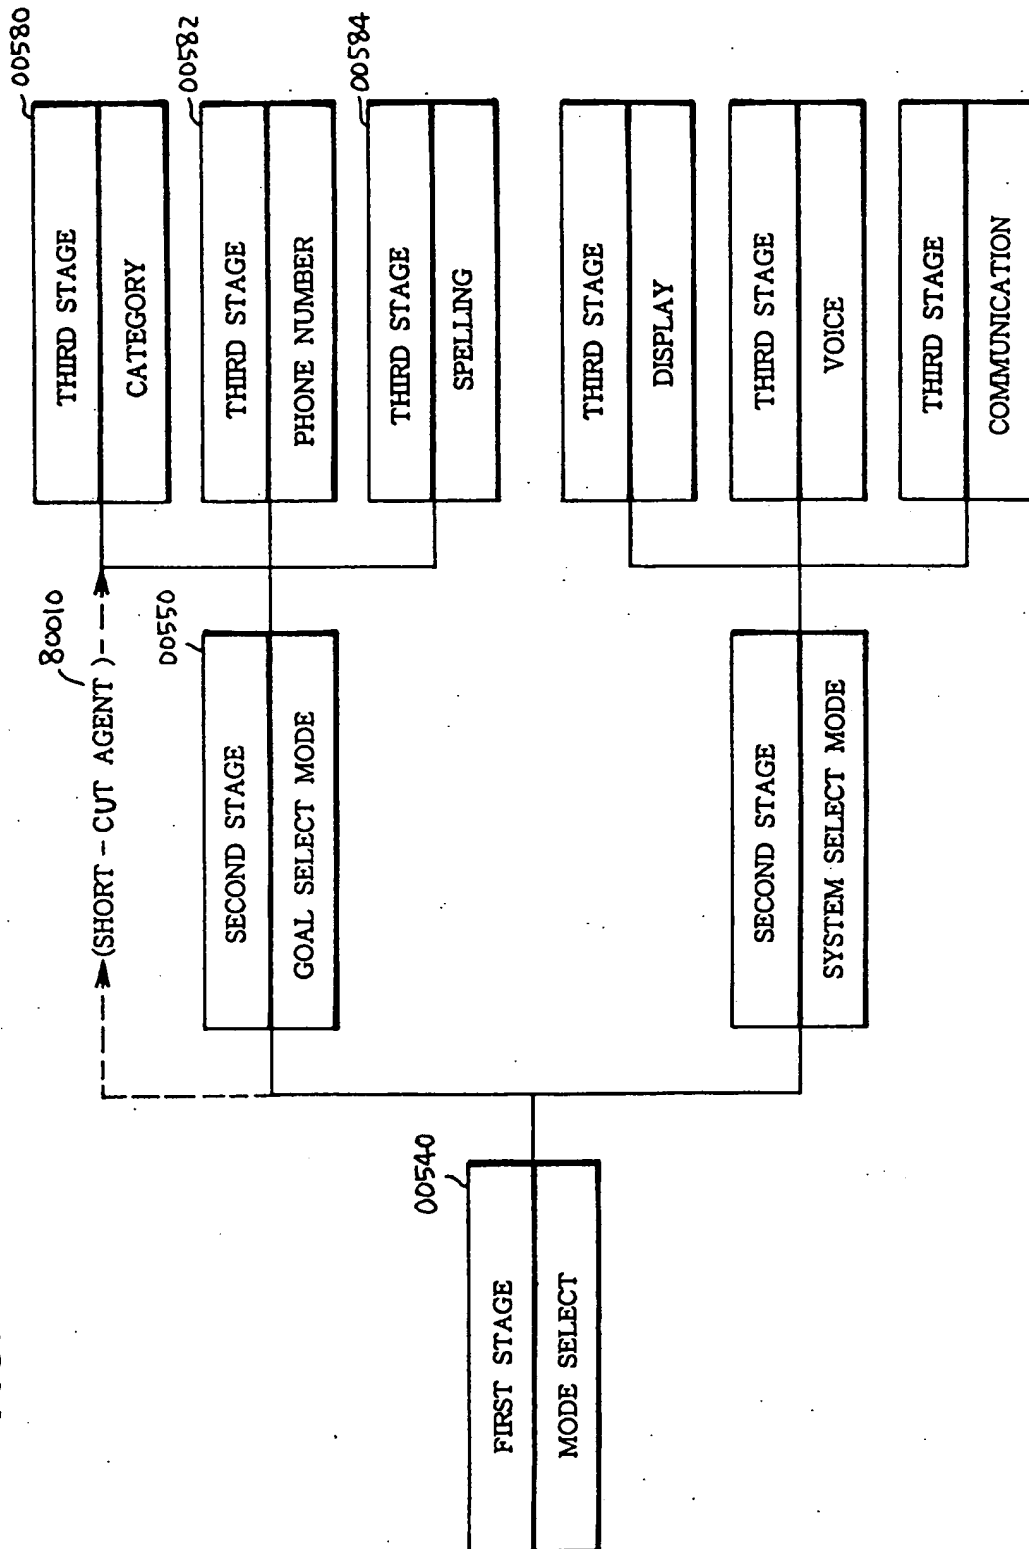 00540
FIRST STAGE
MODE SELECT
(SHORT-CUT AGENT)
80010
00550
SECOND STAGE
GOAL SELECT MODE
SECOND STAGE
SYSTEM SELECT MODE
00580
THIRD STAGE
CATEGORY
00582
THIRD STAGE
PHONE NUMBER
00584
THIRD STAGE
SPELLING
THIRD STAGE
DISPLAY
THIRD STAGE
VOICE
THIRD STAGE
COMMUNICATION